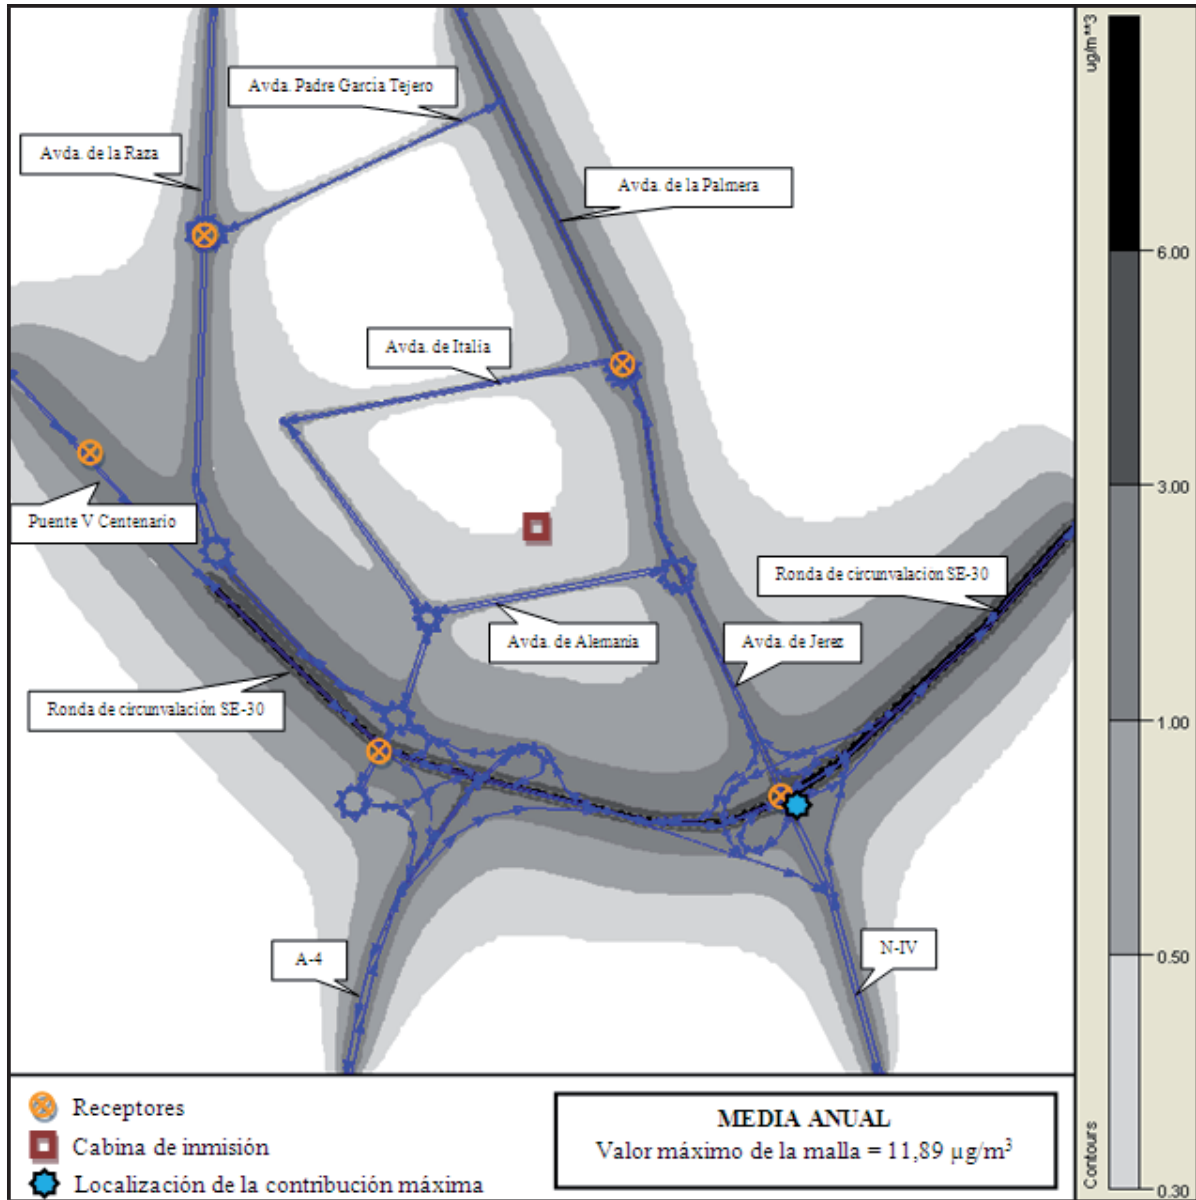 ug/m**3
Avda. Padre García Tejero
Avda. de la Raza
Avda. de la Palmera
6.00
Avda. de Italia
3.00
Puente V Centenario
Ronda de circunvalacion SE-30
Avda. de Alemania
Avda. de Jerez
Ronda de circunvalación SE-30
1.00
A-4
N-IV
0.50
Receptores
Cabina de inmisión
Localización de la contribución máxima
MEDIA ANUAL
Valor máximo de la malla = 11,89 µg/m³
Contours
0.30